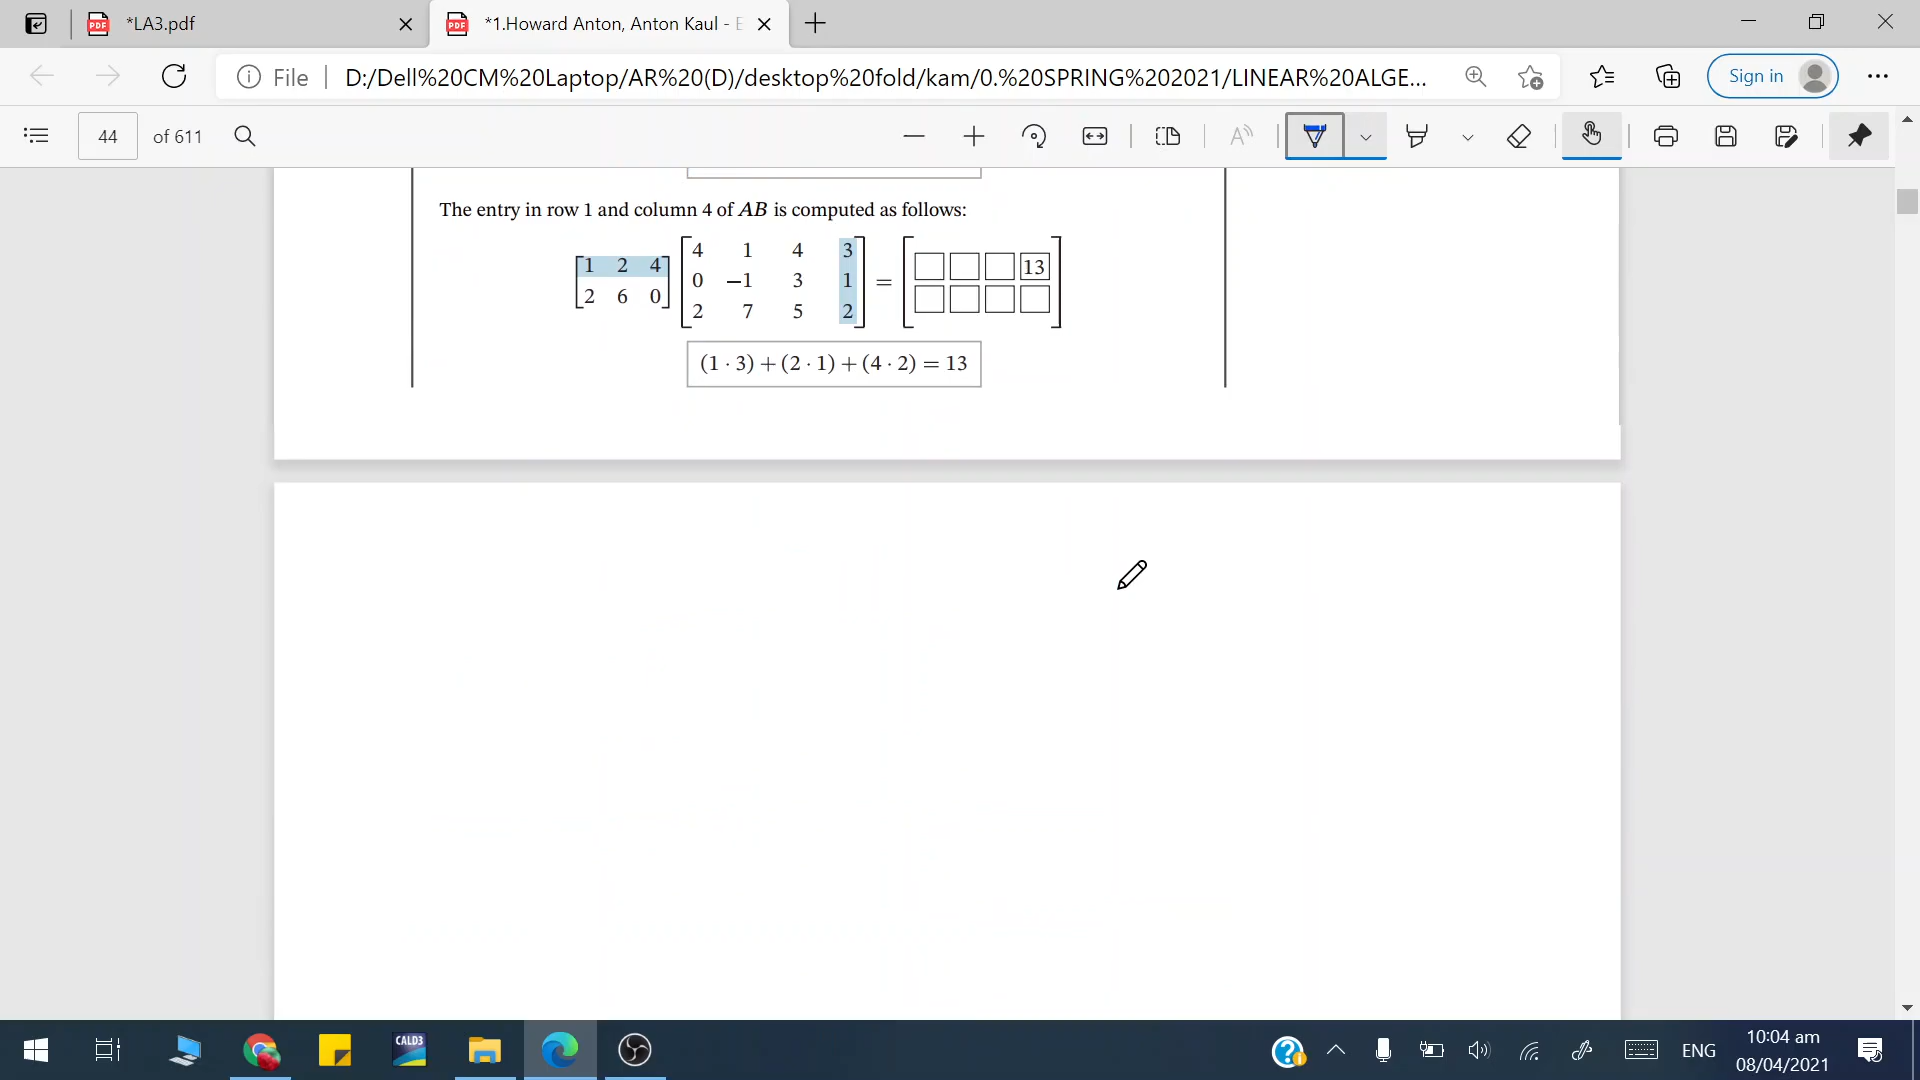 *LA3.pdf
*1.Howard Anton, Anton Kaul - E
File
D:/Dell%20CM%20Laptop/AR%20(D)/desktop%20fold/kam/0.%20SPRING%202021/LINEAR%20ALGE...
Sign in
44 of 611
The entry in row 1 and column 4 of AB is computed as follows:
[1 2 4] [4 1 4 3]
[2 6 0] [0 −1 3 1] = 13
[2 7 5 2]
(1 · 3) + (2 · 1) + (4 · 2) = 13
CALD3
ENG
10:04 am
08/04/2021